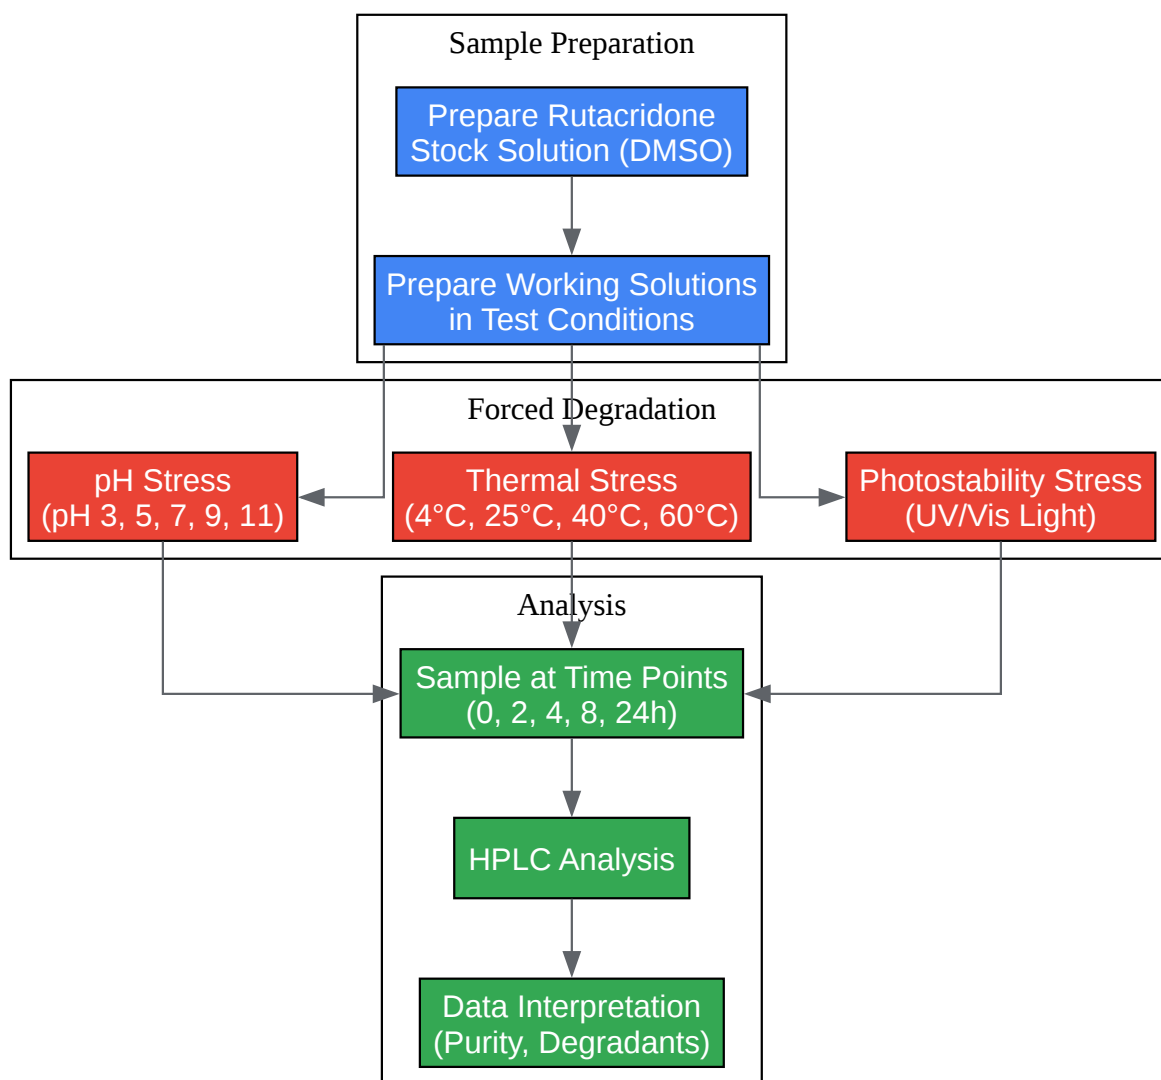 Sample Preparation
Prepare Rutacridone
Stock Solution (DMSO)
Prepare Working Solutions
in Test Conditions
Forced Degradation
pH Stress
(pH 3, 5, 7, 9, 11)
Thermal Stress
(4°C, 25°C, 40°C, 60°C)
Photostability Stress
(UV/Vis Light)
Analysis
Sample at Time Points
(0, 2, 4, 8, 24h)
HPLC Analysis
Data Interpretation
(Purity, Degradants)